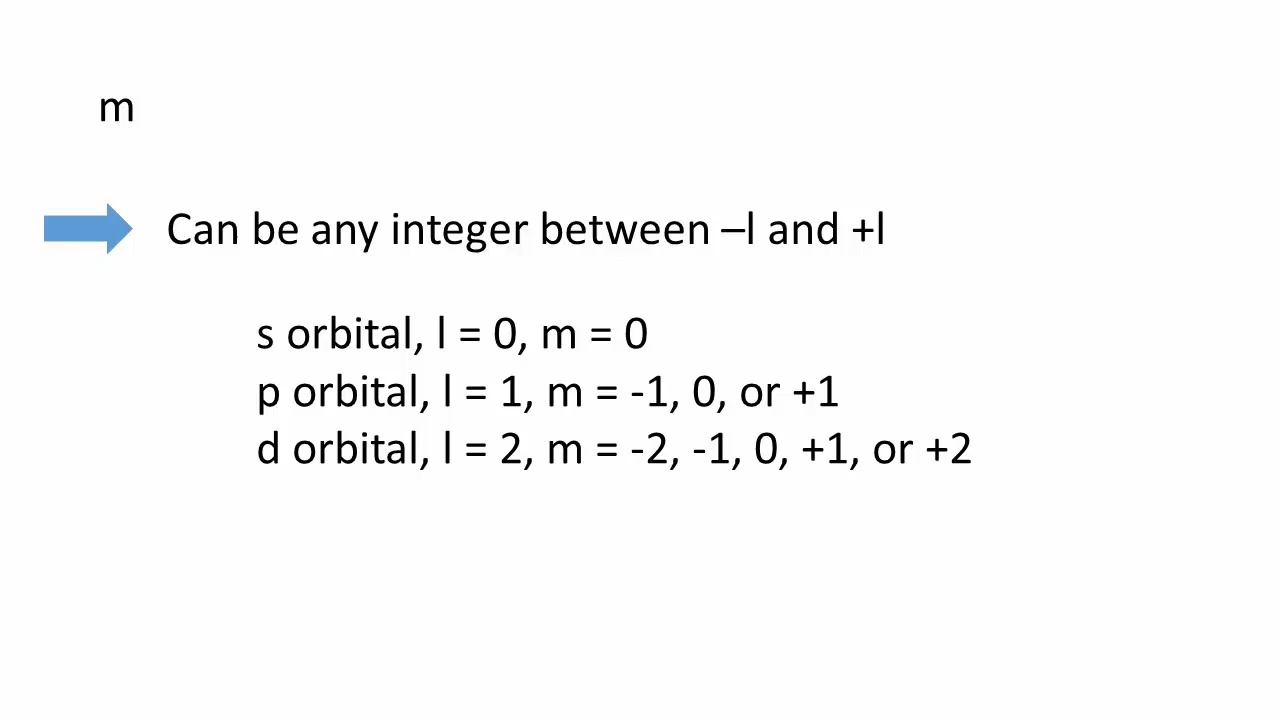 m
Can be any integer between –l and +l
s orbital, l = 0, m = 0
p orbital, l = 1, m = -1, 0, or +1
d orbital, l = 2, m = -2, -1, 0, +1, or +2